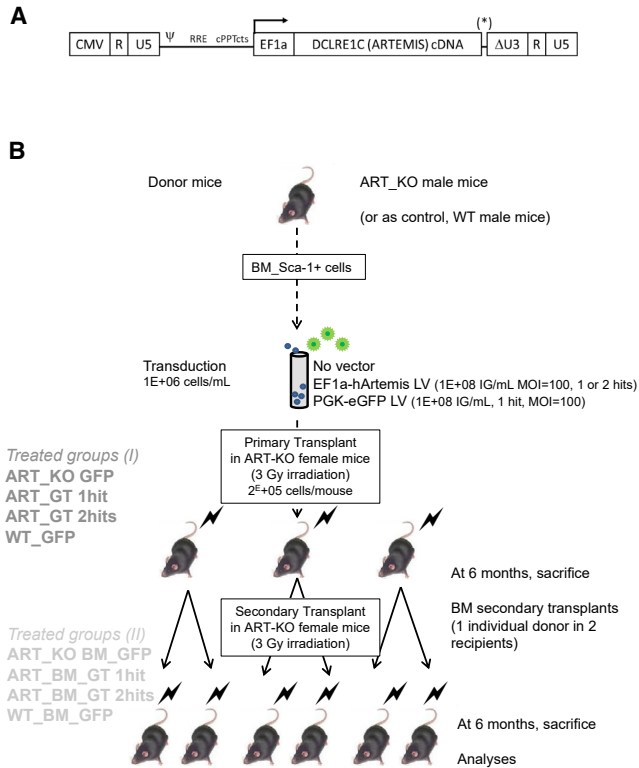 A
(*)
CMV R U5 Ψ RRE cPPTcts EF1a DCLRE1C (ARTEMIS) cDNA ΔU3 R U5
B
Donor mice
ART_KO male mice
(or as control, WT male mice)
BM_Sca-1+ cells
Transduction
1E+06 cells/mL
No vector
EF1a-hArtemis LV (1E+08 IG/mL MOI=100, 1 or 2 hits)
PGK-eGFP LV (1E+08 IG/mL, 1 hit, MOI=100)
Primary Transplant
in ART-KO female mice
(3 Gy irradiation)
2ᴱ+05 cells/mouse
Treated groups (I)
ART_KO GFP
ART_GT 1hit
ART_GT 2hits
WT_GFP
At 6 months, sacrifice
BM secondary transplants
(1 individual donor in 2
recipients)
Secondary Transplant
in ART-KO female mice
(3 Gy irradiation)
Treated groups (II)
ART_KO BM_GFP
ART_BM_GT 1hit
ART_BM_GT 2hits
WT_BM_GFP
At 6 months, sacrifice
Analyses